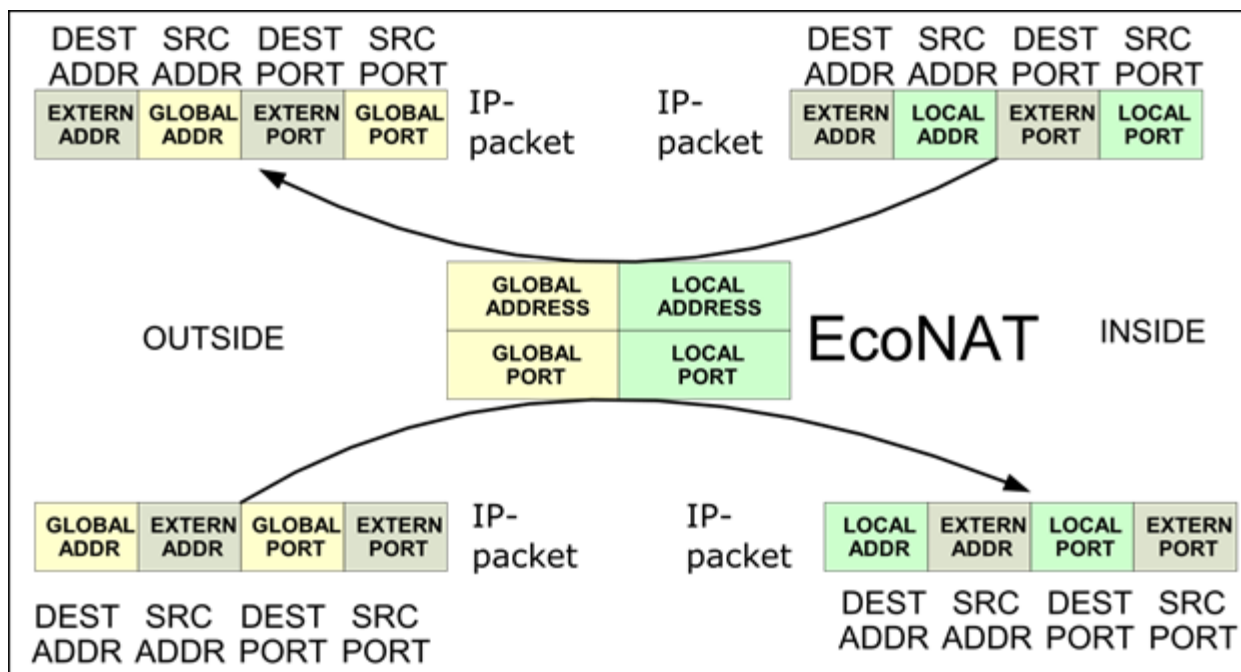 DEST SRC DEST SRC
ADDR ADDR PORT PORT
EXTERN GLOBAL EXTERN GLOBAL
ADDR ADDR PORT PORT
IP-
packet
IP-
packet
DEST SRC DEST SRC
ADDR ADDR PORT PORT
EXTERN LOCAL EXTERN LOCAL
ADDR ADDR PORT PORT
OUTSIDE
GLOBAL LOCAL
ADDRESS ADDRESS
GLOBAL LOCAL
PORT PORT
EcoNAT
INSIDE
GLOBAL EXTERN GLOBAL EXTERN
ADDR ADDR PORT PORT
DEST SRC DEST SRC
ADDR ADDR PORT PORT
IP-
packet
IP-
packet
LOCAL EXTERN LOCAL EXTERN
ADDR ADDR PORT PORT
DEST SRC DEST SRC
ADDR ADDR PORT PORT